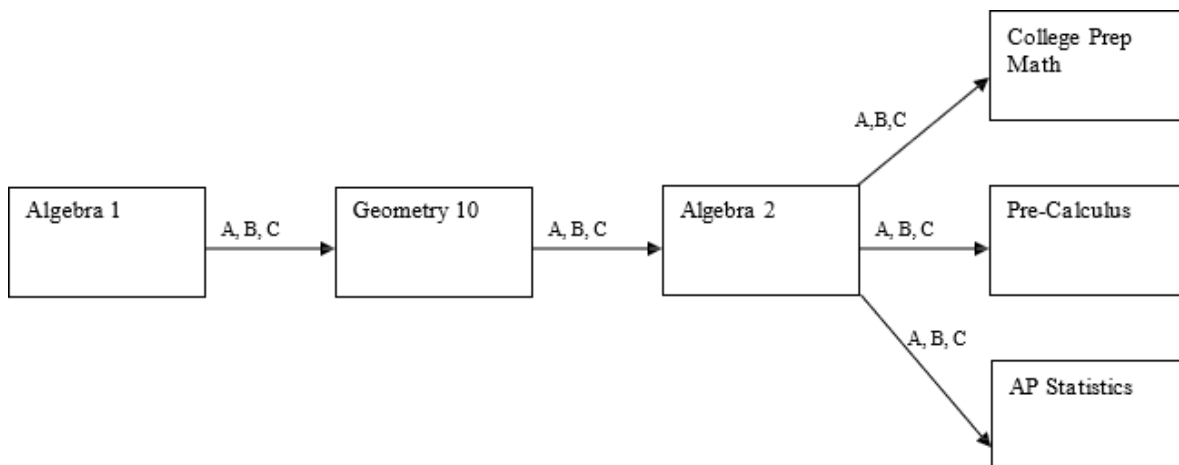 College Prep
Math
A,B,C
Algebra 1
A, B, C
Geometry 10
A, B, C
Algebra 2
A, B, C
Pre-Calculus
A, B, C
AP Statistics